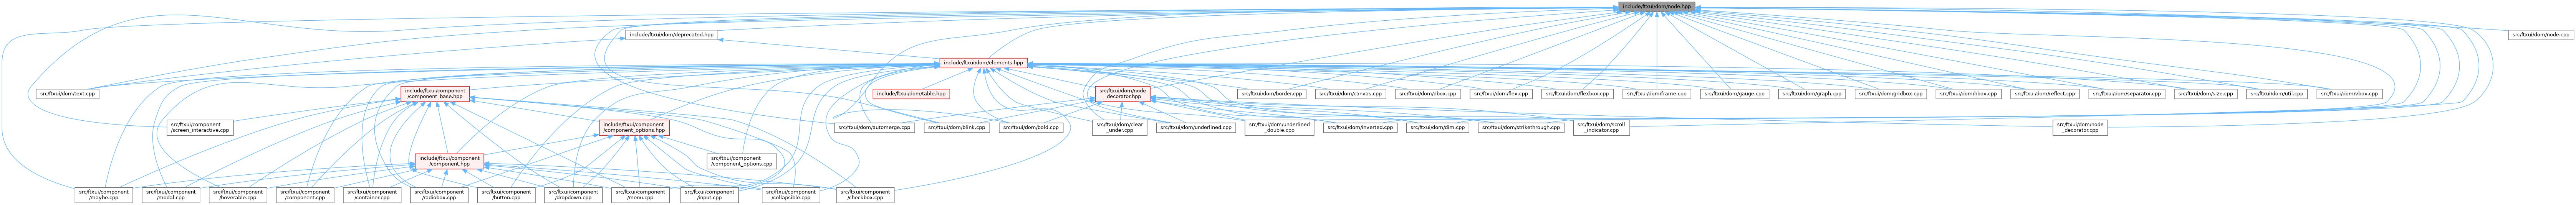 include/ftxui/dom/node.hpp
include/ftxui/dom/deprecated.hpp
src/ftxui/dom/node.cpp
include/ftxui/dom/elements.hpp
src/ftxui/dom/text.cpp
include/ftxui/component
/component_base.hpp
include/ftxui/dom/table.hpp
src/ftxui/dom/node
_decorator.hpp
src/ftxui/dom/border.cpp
src/ftxui/dom/canvas.cpp
src/ftxui/dom/dbox.cpp
src/ftxui/dom/flex.cpp
src/ftxui/dom/flexbox.cpp
src/ftxui/dom/frame.cpp
src/ftxui/dom/gauge.cpp
src/ftxui/dom/graph.cpp
src/ftxui/dom/gridbox.cpp
src/ftxui/dom/hbox.cpp
src/ftxui/dom/reflect.cpp
src/ftxui/dom/separator.cpp
src/ftxui/dom/size.cpp
src/ftxui/dom/util.cpp
src/ftxui/dom/vbox.cpp
src/ftxui/component
/screen_interactive.cpp
include/ftxui/component
/component_options.hpp
src/ftxui/dom/automerge.cpp
src/ftxui/dom/blink.cpp
src/ftxui/dom/bold.cpp
src/ftxui/dom/clear
_under.cpp
src/ftxui/dom/underlined.cpp
src/ftxui/dom/underlined
_double.cpp
src/ftxui/dom/inverted.cpp
src/ftxui/dom/dim.cpp
src/ftxui/dom/strikethrough.cpp
src/ftxui/dom/scroll
_indicator.cpp
src/ftxui/dom/node
_decorator.cpp
include/ftxui/component
/component.hpp
src/ftxui/component
/component_options.cpp
src/ftxui/component
/maybe.cpp
src/ftxui/component
/modal.cpp
src/ftxui/component
/hoverable.cpp
src/ftxui/component
/component.cpp
src/ftxui/component
/container.cpp
src/ftxui/component
/radiobox.cpp
src/ftxui/component
/button.cpp
src/ftxui/component
/dropdown.cpp
src/ftxui/component
/menu.cpp
src/ftxui/component
/input.cpp
src/ftxui/component
/collapsible.cpp
src/ftxui/component
/checkbox.cpp